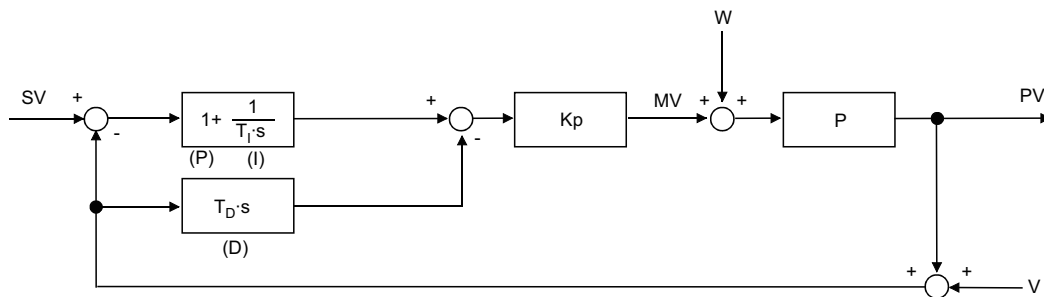 W
SV
+
-
1+ 1/T_I·s
(P) (I)
+
-
Kp
MV
+
+
P
PV
T_D·s
(D)
+
+
V